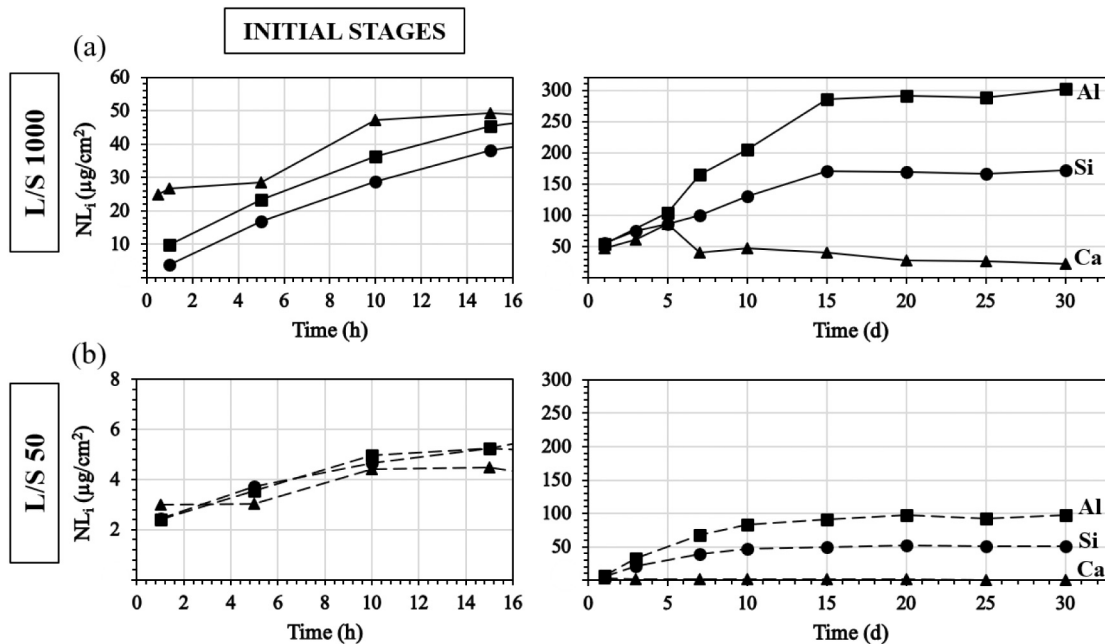 INITIAL STAGES
(a)
L/S 1000
NLi (μg/cm²)
60
50
40
30
20
10
0 2 4 6 8 10 12 14 16
Time (h)
300
250
200
150
100
50
0 5 10 15 20 25 30
Time (d)
Al
Si
Ca
(b)
L/S 50
NLi (μg/cm²)
8
6
4
2
0 2 4 6 8 10 12 14 16
Time (h)
300
250
200
150
100
50
0 5 10 15 20 25 30
Time (d)
Al
Si
Ca